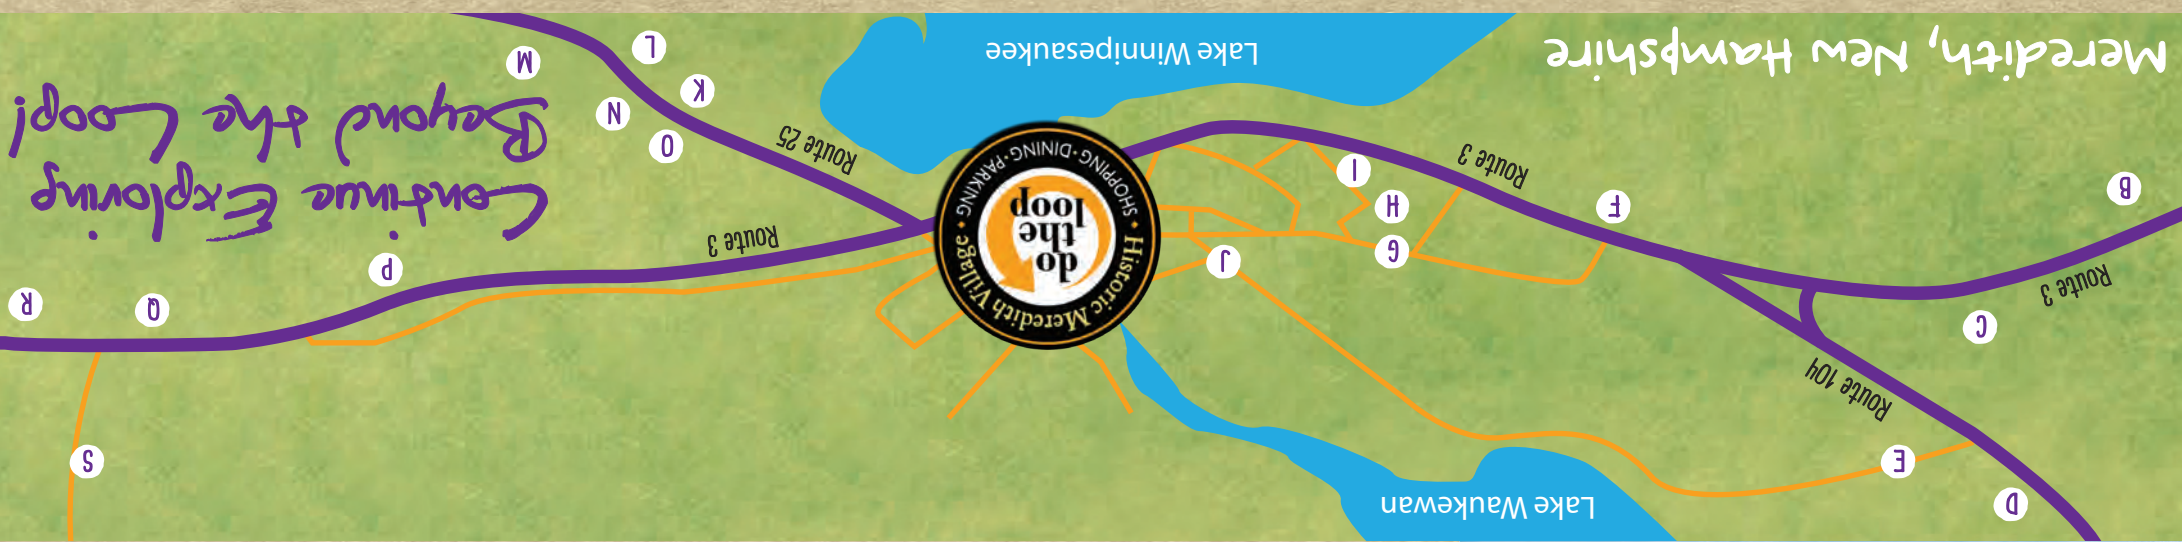 D
Lake Waukewan
E
S
Route 104
C
Q
R
Route 3
P
Historic Meredith Village
do
the
loop
SHOPPING·DINING·PARKING
J
G
Route 3
Continue Exploring
Beyond the Loop!
H
F
B
I
Route 3
Route 25
O
N
K
M
L
Lake Winnipesaukee
Meredith, New Hampshire